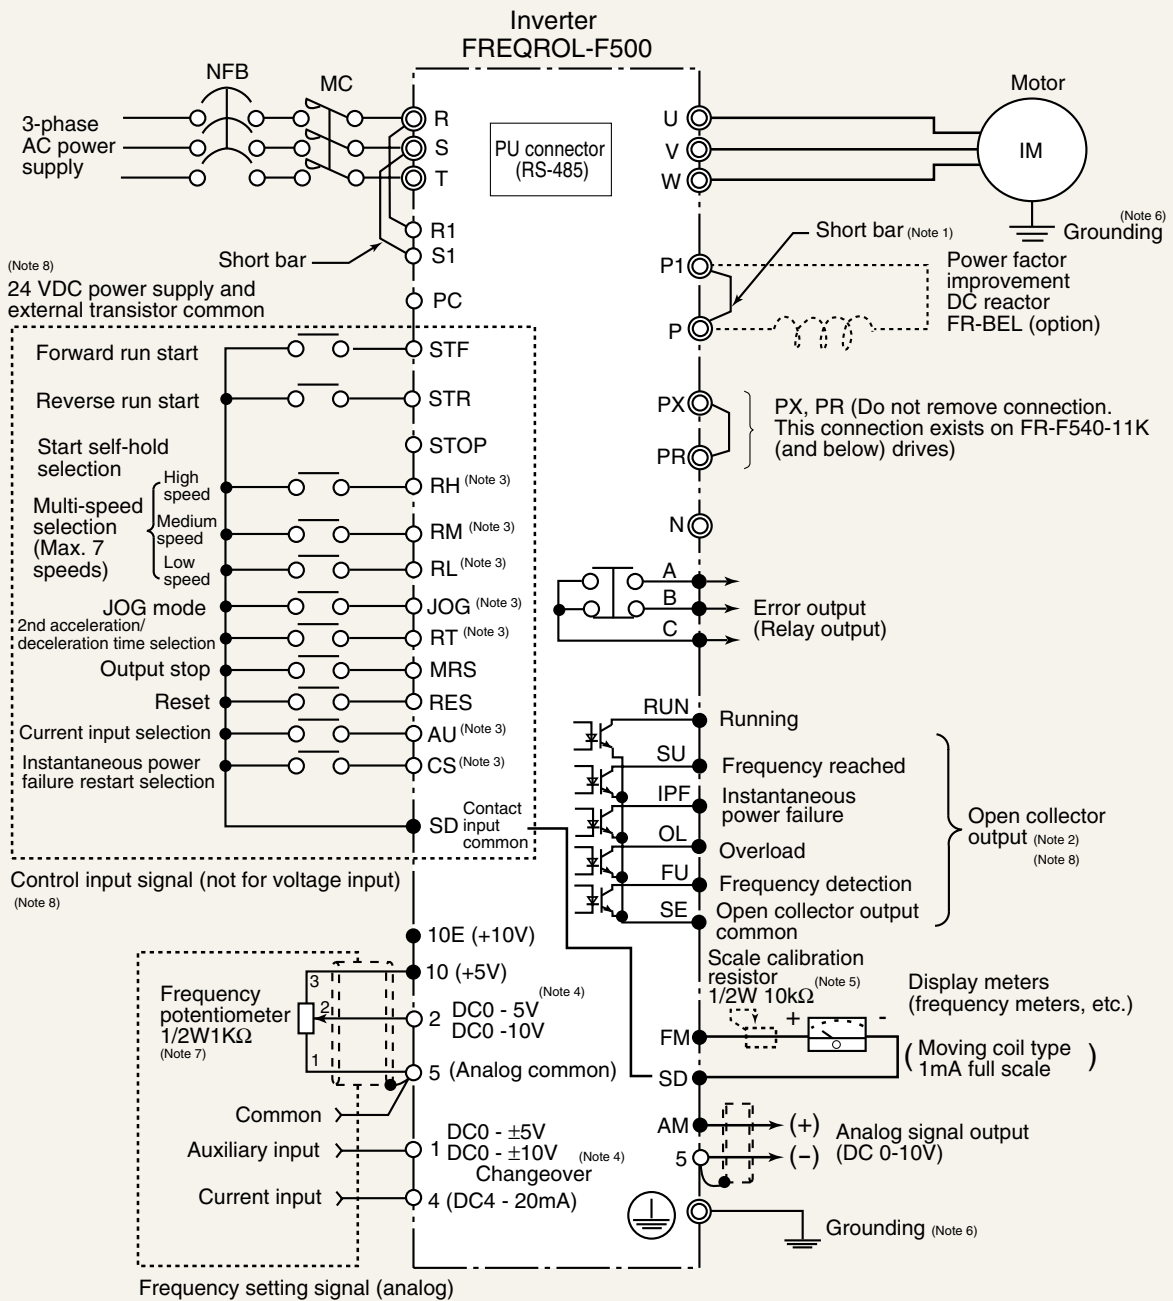 Inverter
FREQROL-F500
NFB
MC
3-phase
AC power
supply
R
S
T
R1
S1
Short bar
PU connector
(RS-485)
U
V
W
Motor
IM
(Note 6)
Grounding
Short bar (Note 1)
P1
P
Power factor
improvement
DC reactor
FR-BEL (option)
(Note 8)
24 VDC power supply and
external transistor common
PC
Forward run start
STF
Reverse run start
STR
Start self-hold
selection
STOP
Multi-speed
selection
(Max. 7
speeds)
High
speed
Medium
speed
Low
speed
RH (Note 3)
RM (Note 3)
RL (Note 3)
JOG mode
JOG (Note 3)
2nd acceleration/
deceleration time selection
RT (Note 3)
Output stop
MRS
Reset
RES
Current input selection
AU (Note 3)
Instantaneous power
failure restart selection
CS (Note 3)
SD
Contact
input
common
Control input signal (not for voltage input)
(Note 8)
PX
PR
PX, PR (Do not remove connection.
This connection exists on FR-F540-11K
(and below) drives)
N
A
B
C
Error output
(Relay output)
RUN
Running
SU
Frequency reached
IPF
Instantaneous
power failure
OL
Overload
FU
Frequency detection
SE
Open collector output
common
Open collector
output (Note 2)
(Note 8)
10E (+10V)
10 (+5V)
3
2
1
Frequency
potentiometer
1/2W1KΩ
(Note 7)
2
DC0 - 5V
DC0 -10V
(Note 4)
5 (Analog common)
Common
Auxiliary input
1
DC0 - ±5V
DC0 - ±10V (Note 4)
Changeover
Current input
4 (DC4 - 20mA)
Frequency setting signal (analog)
Scale calibration
resistor
1/2W 10kΩ (Note 5)
+
-
Display meters
(frequency meters, etc.)
(Moving coil type
1mA full scale)
FM
SD
AM
5
(+)
(−)
Analog signal output
(DC 0-10V)
Grounding (Note 6)